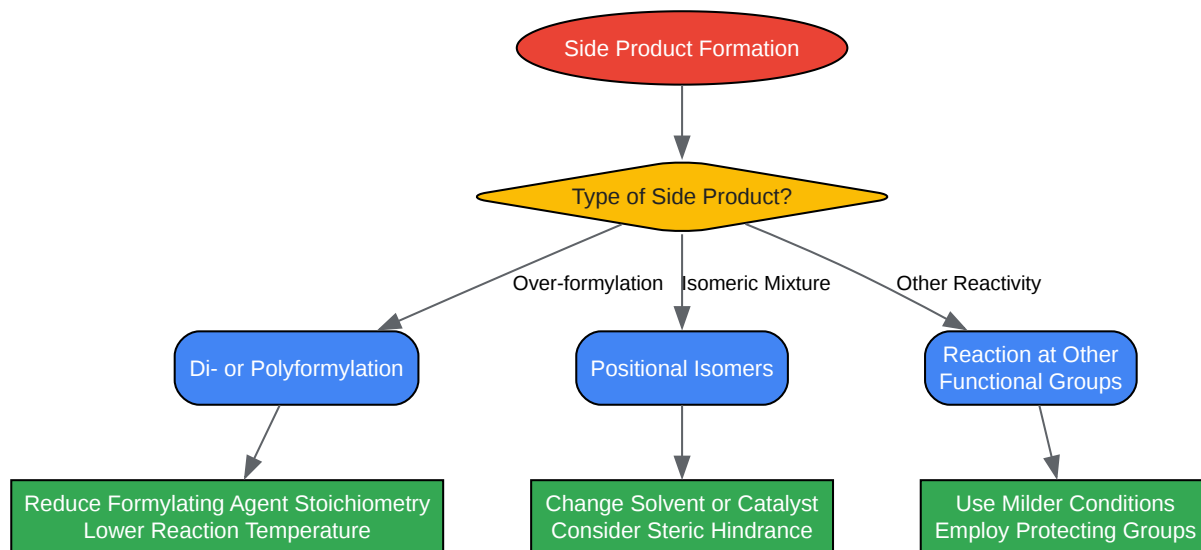 Side Product Formation
Type of Side Product?
Over-formylation
Isomeric Mixture
Other Reactivity
Di- or Polyformylation
Positional Isomers
Reaction at Other
Functional Groups
Reduce Formylating Agent Stoichiometry
Lower Reaction Temperature
Change Solvent or Catalyst
Consider Steric Hindrance
Use Milder Conditions
Employ Protecting Groups